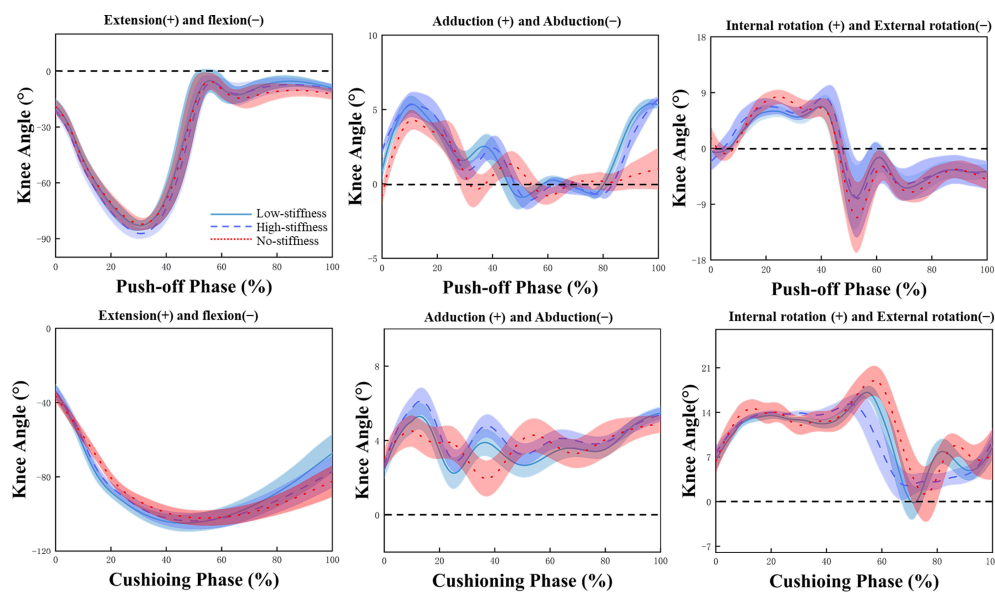 Extension(+) and flexion(−)
Knee Angle (°)
0
−30
−60
−90
Low-stiffness
High-stiffness
No-stiffness
0 20 40 60 80 100
Push-off Phase (%)
Adduction (+) and Abduction(−)
Knee Angle (°)
10
5
0
−5
0 20 40 60 80 100
Push-off Phase (%)
Internal rotation (+) and External rotation(−)
Knee Angle (°)
18
9
0
−9
−18
0 20 40 60 80 100
Push-off Phase (%)
Extension(+) and flexion(−)
Knee Angle (°)
0
−40
−80
−120
0 20 40 60 80 100
Cushioing Phase (%)
Adduction (+) and Abduction(−)
Knee Angle (°)
8
4
0
0 20 40 60 80 100
Cushioning Phase (%)
Internal rotation (+) and External rotation(−)
Knee Angle(°)
21
14
7
0
−7
0 20 40 60 80 100
Cushioing Phase (%)